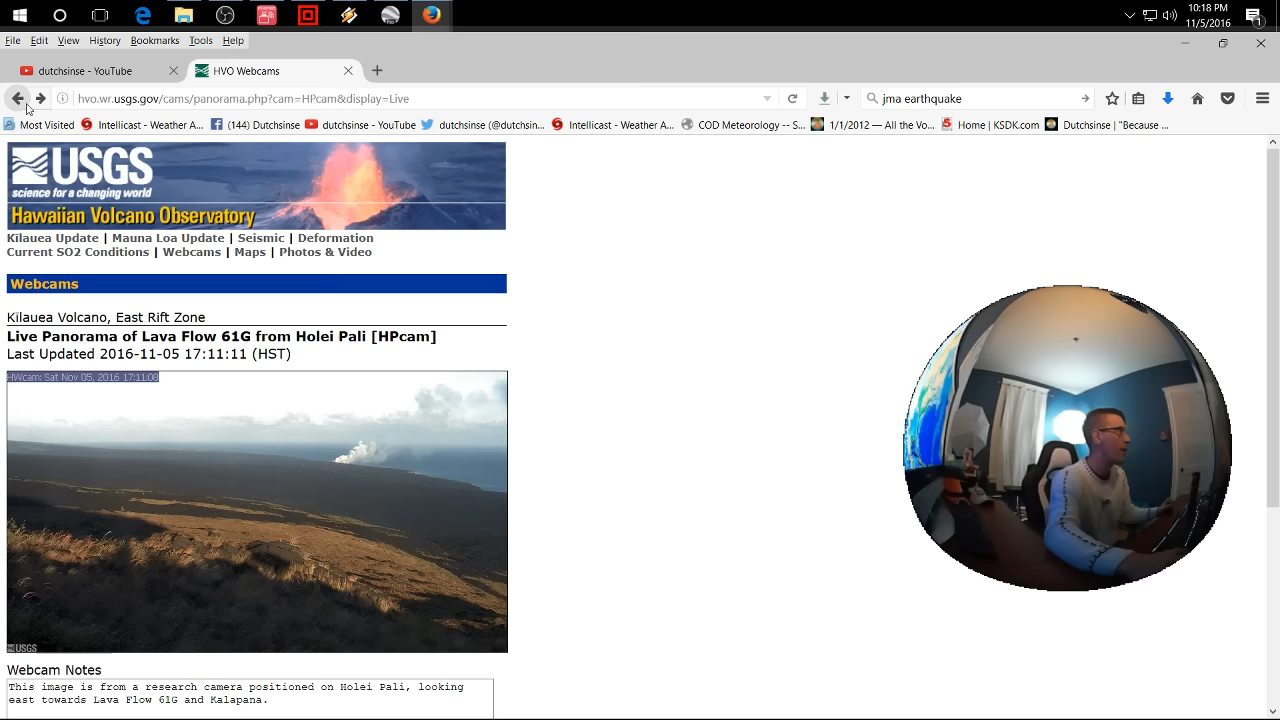 10:18 PM
11/5/2016
File Edit View History Bookmarks Tools Help
dutchsinse - YouTube
HVO Webcams
hvo.wr.usgs.gov/cams/panorama.php?cam=HPcam&display=Live
jma earthquake
Most Visited Intellicast - Weather A... (144) Dutchsinse dutchsinse - YouTube dutchsinse (@dutchsin... Intellicast - Weather A... COD Meteorology -- S... 1/1/2012 — All the Vo... Home | KSDK.com Dutchsinse | "Because ...
USGS
science for a changing world
Hawaiian Volcano Observatory
Kīlauea Update | Mauna Loa Update | Seismic | Deformation
Current SO2 Conditions | Webcams | Maps | Photos & Video
Webcams
Kīlauea Volcano, East Rift Zone
Live Panorama of Lava Flow 61G from Holei Pali [HPcam]
Last Updated 2016-11-05 17:11:11 (HST)
HWcam: Sat Nov 05, 2016 17:11:08
USGS
Webcam Notes
This image is from a research camera positioned on Holei Pali, looking
east towards Lava Flow 61G and Kalapana.